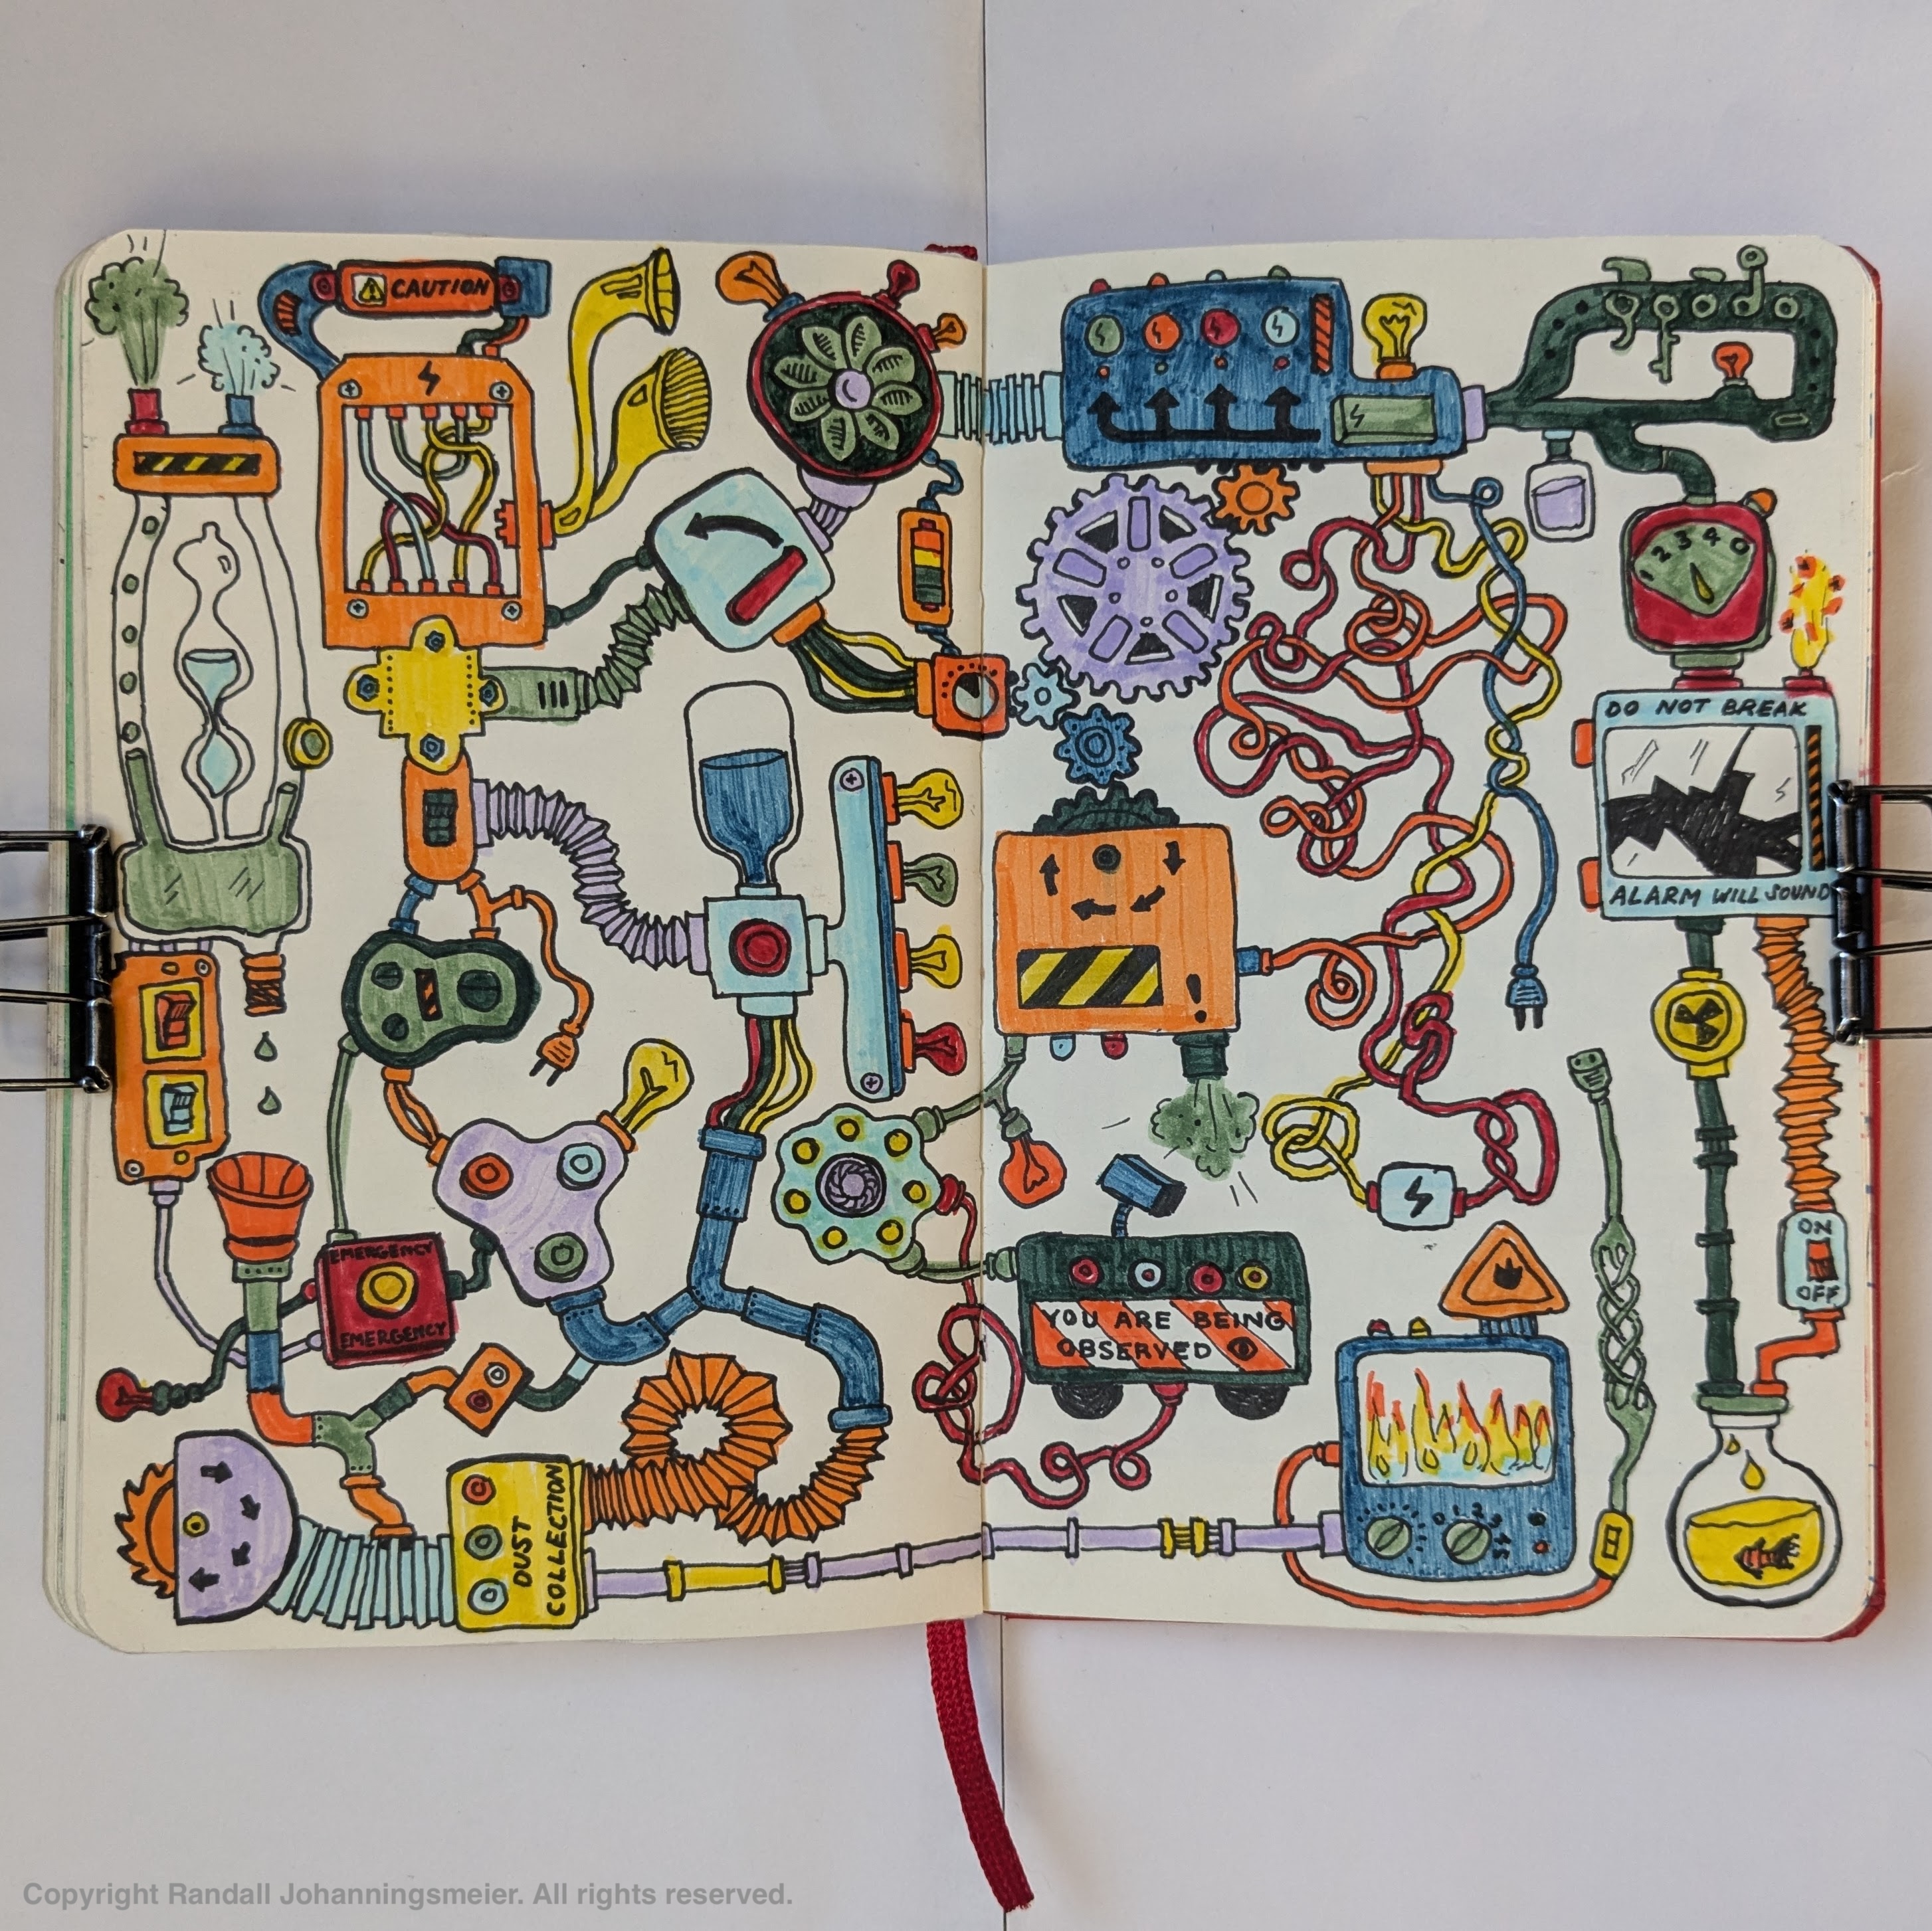 CAUTION
1 2 3 4 0
DO NOT BREAK
ALARM WILL SOUND
EMERGENCY
EMERGENCY
ON
OFF
YOU ARE BEING
OBSERVED
DUST
COLLECTION
Copyright Randall Johanningsmeier. All rights reserved.